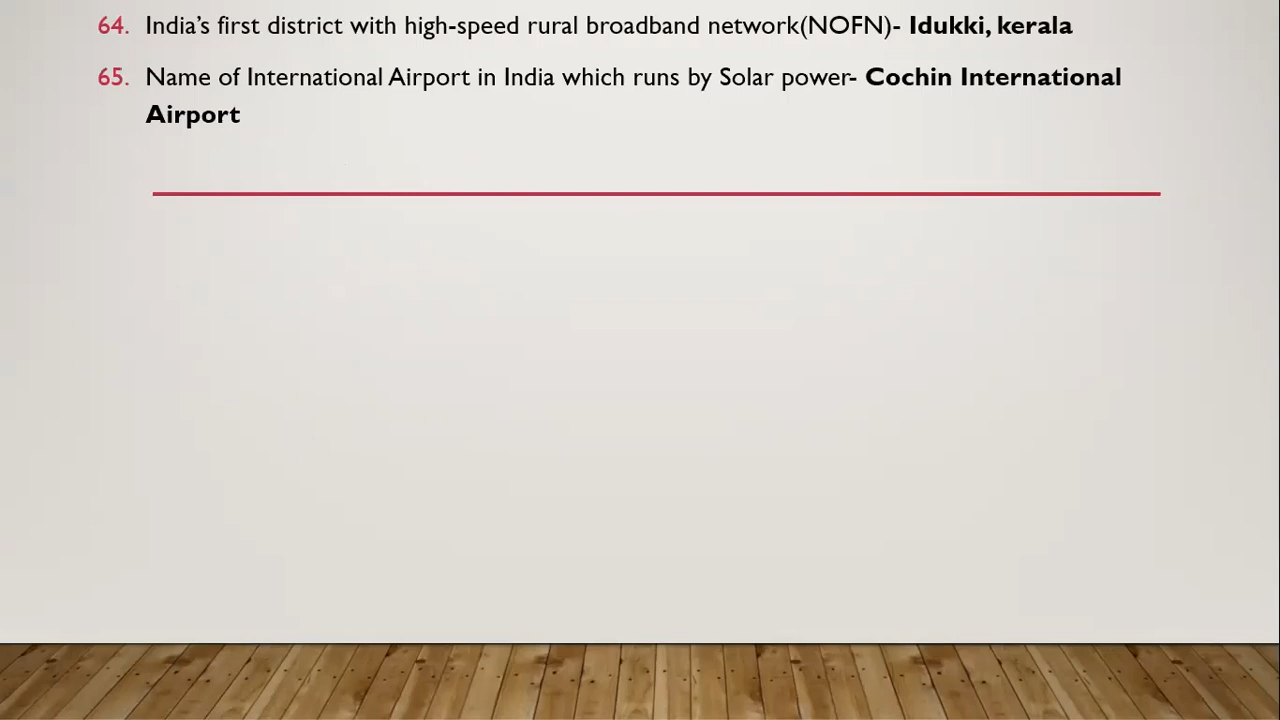 64. India’s first district with high-speed rural broadband network(NOFN)- Idukki, kerala
65. Name of International Airport in India which runs by Solar power- Cochin International
Airport